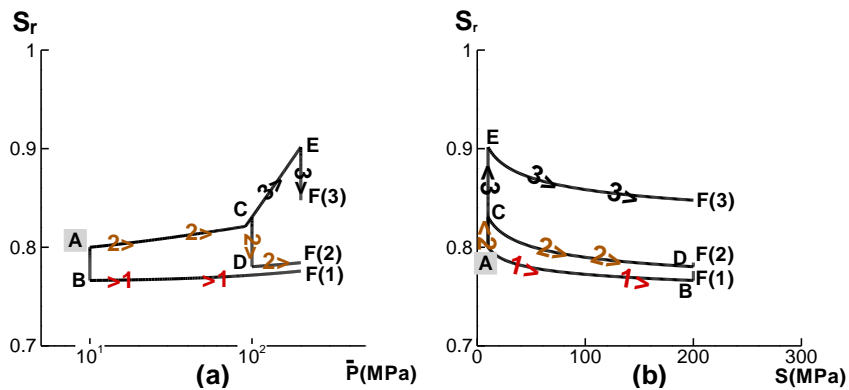 Sr
1
0.9
0.8
0.7
A
B
C
D
E
F(3)
F(2)
F(1)
2>
2>
2>
2>
3>
3>
>1
>1
10¹
10²
P̄(MPa)
(a)
Sr
1
0.9
0.8
0.7
E
C
A
D
B
F(3)
F(2)
F(1)
3>
3>
3>
2>
2>
2>
1>
1>
0
100
200
300
S(MPa)
(b)